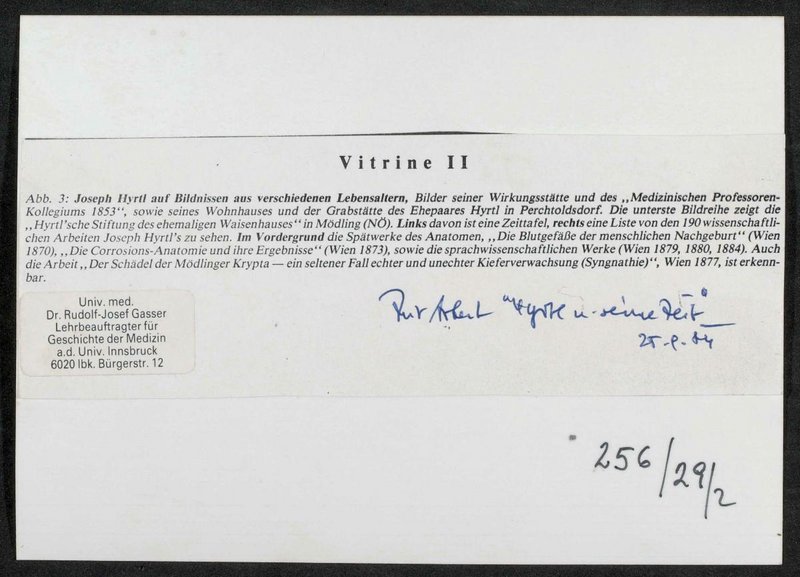 Vitrine II
Abb. 3: Joseph Hyrtl auf Bildnissen aus verschiedenen Lebensaltern, Bilder seiner Wirkungsstätte und des „Medizinischen Professoren-
Kollegiums 1853“, sowie seines Wohnhauses und der Grabstätte des Ehepaares Hyrtl in Perchtoldsdorf. Die unterste Bildreihe zeigt die
„Hyrtl'sche Stiftung des ehemaligen Waisenhauses“ in Mödling (NÖ). Links davon ist eine Zeittafel, rechts eine Liste von den 190 wissenschaftli-
chen Arbeiten Joseph Hyrtl's zu sehen. Im Vordergrund die Spätwerke des Anatomen, „Die Blutgefäße der menschlichen Nachgeburt“ (Wien
1870), „Die Corrosions-Anatomie und ihre Ergebnisse“ (Wien 1873), sowie die sprachwissenschaftlichen Werke (Wien 1879, 1880, 1884). Auch
die Arbeit „Der Schädel der Mödlinger Krypta — ein seltener Fall echter und unechter Kieferverwachsung (Syngnathie)“, Wien 1877, ist erkenn-
bar.
Univ. med.
Dr. Rudolf-Josef Gasser
Lehrbeauftragter für
Geschichte der Medizin
a.d. Univ. Innsbruck
6020 Ibk. Bürgerstr. 12
"Hyrtl u. seine Zeit"
256/29/2